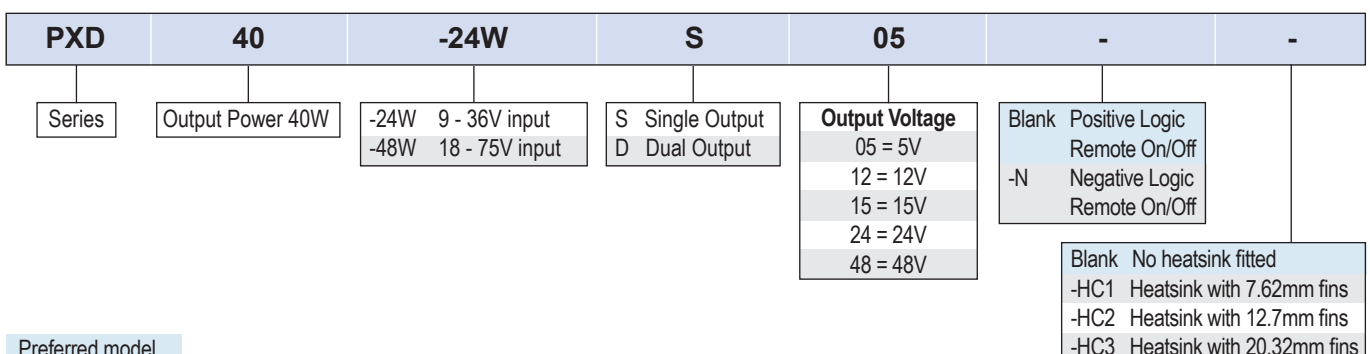 PXD 40 -24W S 05 - -
Series
Output Power 40W
-24W 9 - 36V input
-48W 18 - 75V input
S Single Output
D Dual Output
Output Voltage
05 = 5V
12 = 12V
15 = 15V
24 = 24V
48 = 48V
Blank Positive Logic
Remote On/Off
-N Negative Logic
Remote On/Off
Blank No heatsink fitted
-HC1 Heatsink with 7.62mm fins
-HC2 Heatsink with 12.7mm fins
-HC3 Heatsink with 20.32mm fins
Preferred model